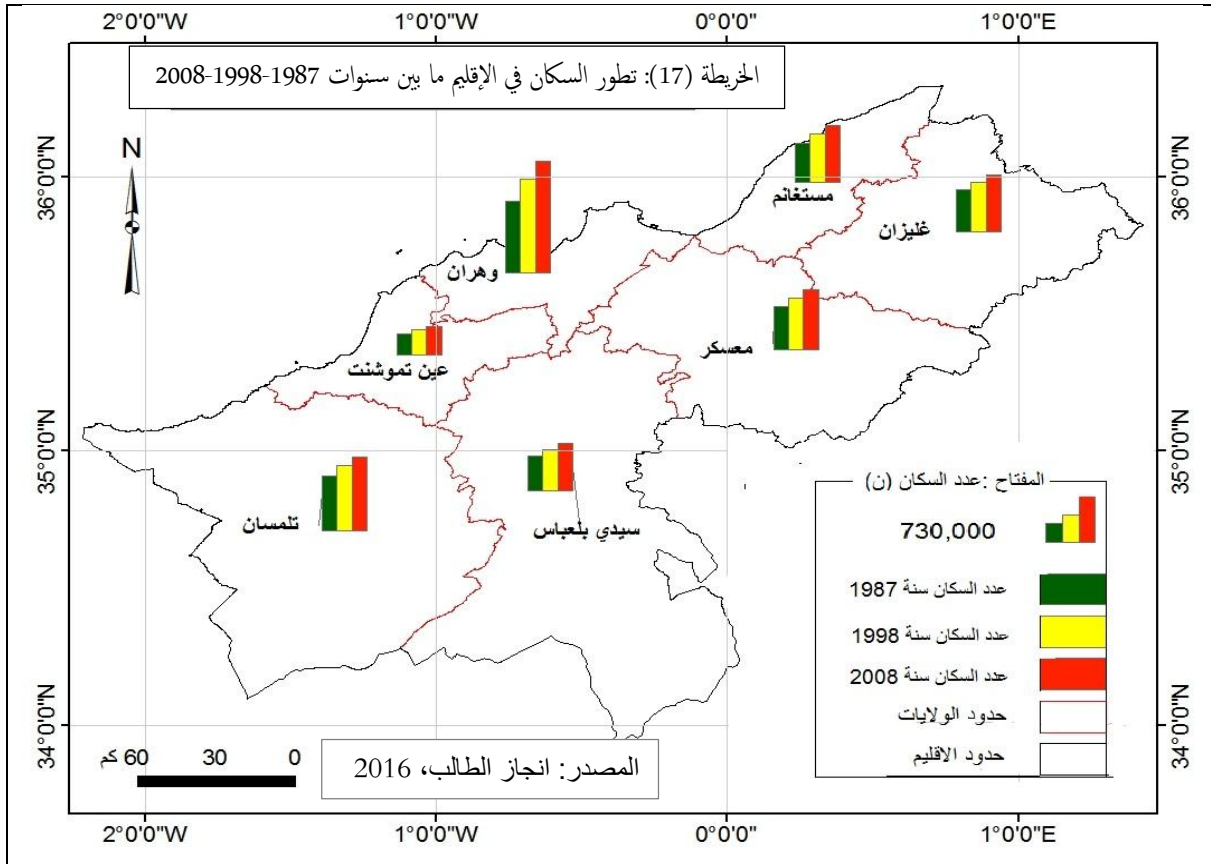 2°0'0"W 1°0'0"W 0°0'0" 1°0'0"E
الخريطة (17): تطور السكان في الإقليم ما بين سنوات 1987-1998-2008
N
36°0'0"N
36°0'0"N
مستغانم
غليزان
وهران
معسكر
عين تموشنت
35°0'0"N
35°0'0"N
تلمسان
سيدي بلعباس
المفتاح :عدد السكان (ن)
730,000
عدد السكان سنة 1987
عدد السكان سنة 1998
عدد السكان سنة 2008
حدود الولايات
حدود الاقليم
34°0'0"N
34°0'0"N
0 30 60 كم
المصدر: انجاز الطالب، 2016
2°0'0"W 1°0'0"W 0°0'0" 1°0'0"E